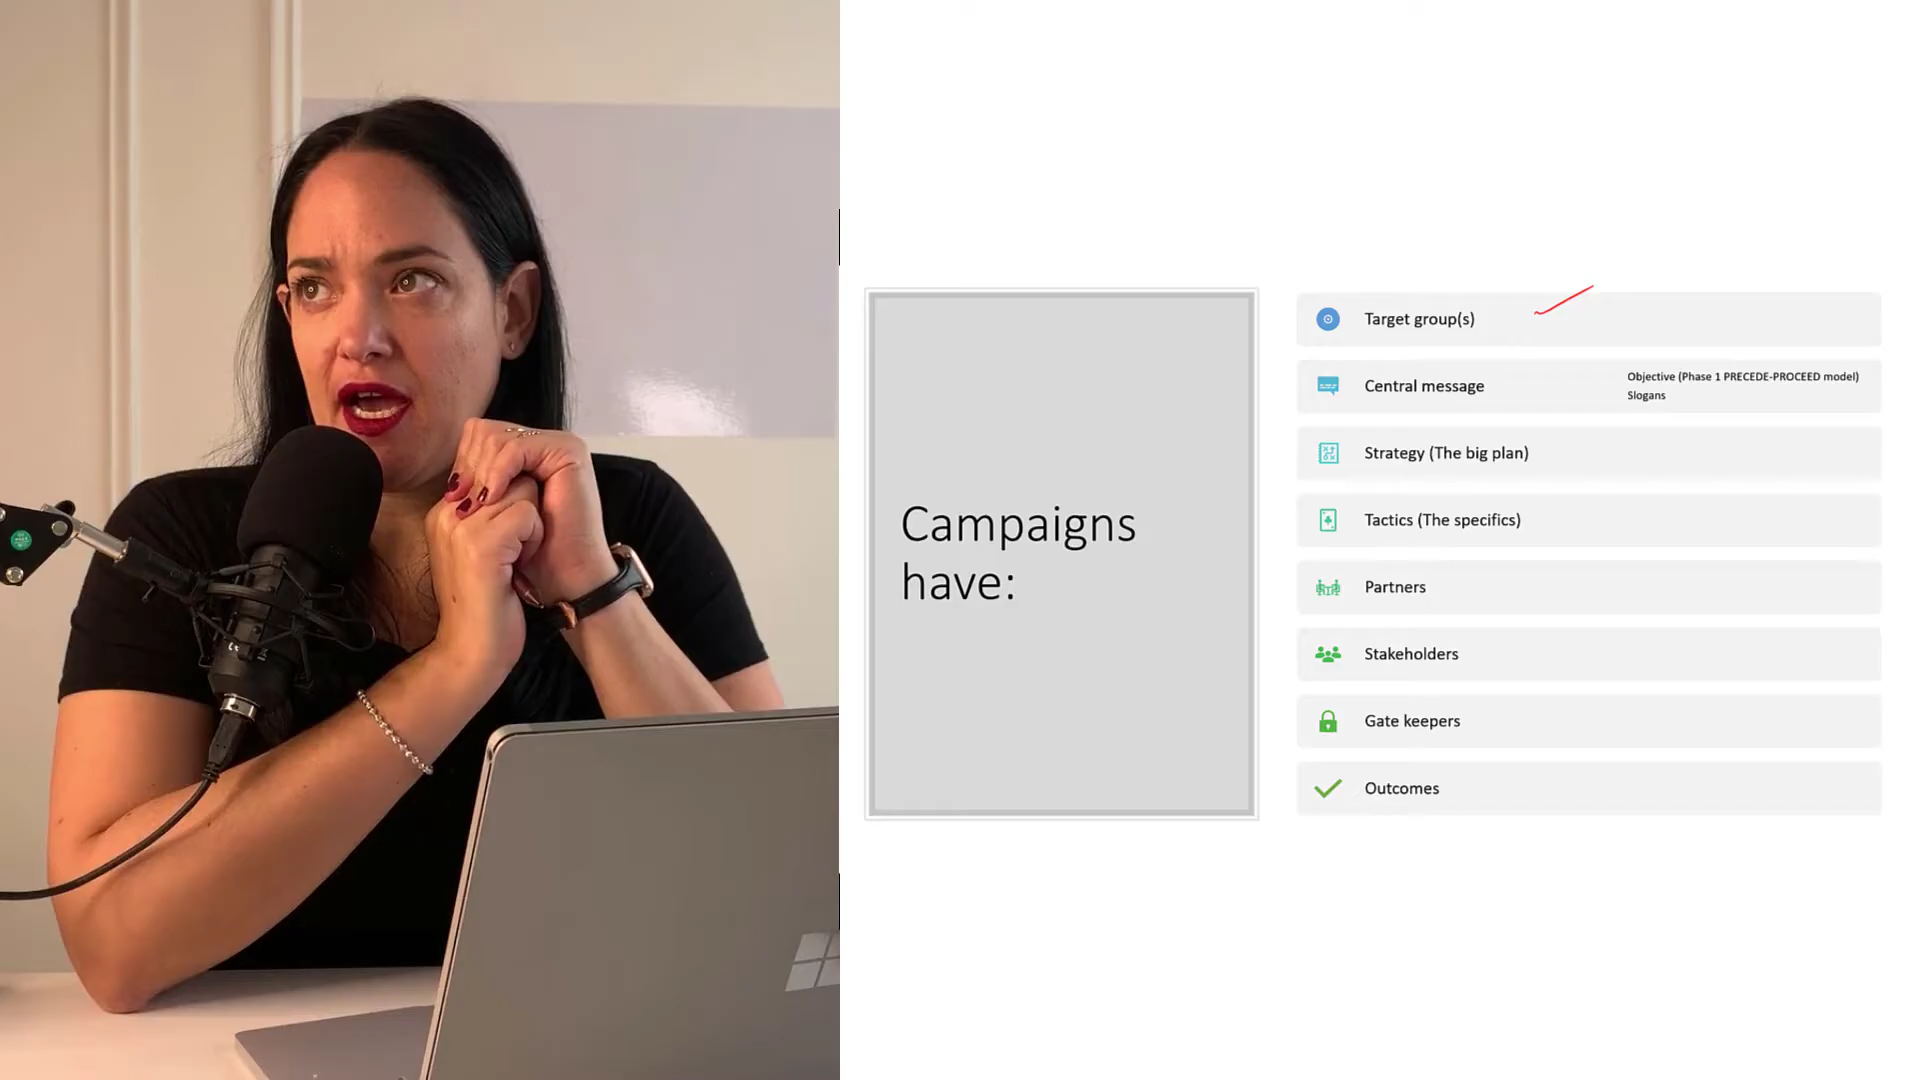 Campaigns
have:
Target group(s)
Central message
Objective (Phase 1 PRECEDE-PROCEED model)
Slogans
Strategy (The big plan)
Tactics (The specifics)
Partners
Stakeholders
Gate keepers
Outcomes